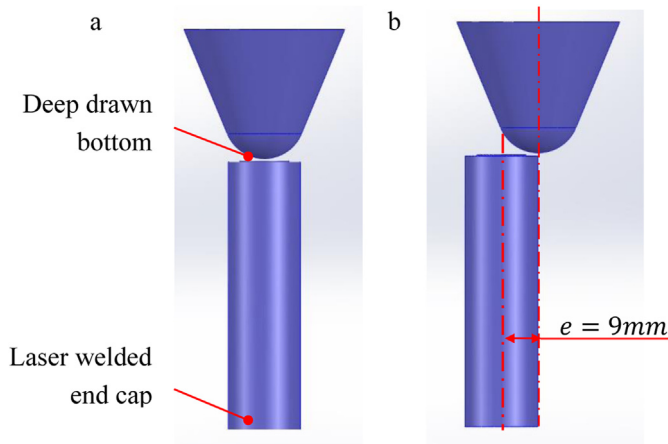 a
b
Deep drawn
bottom
e = 9mm
Laser welded
end cap